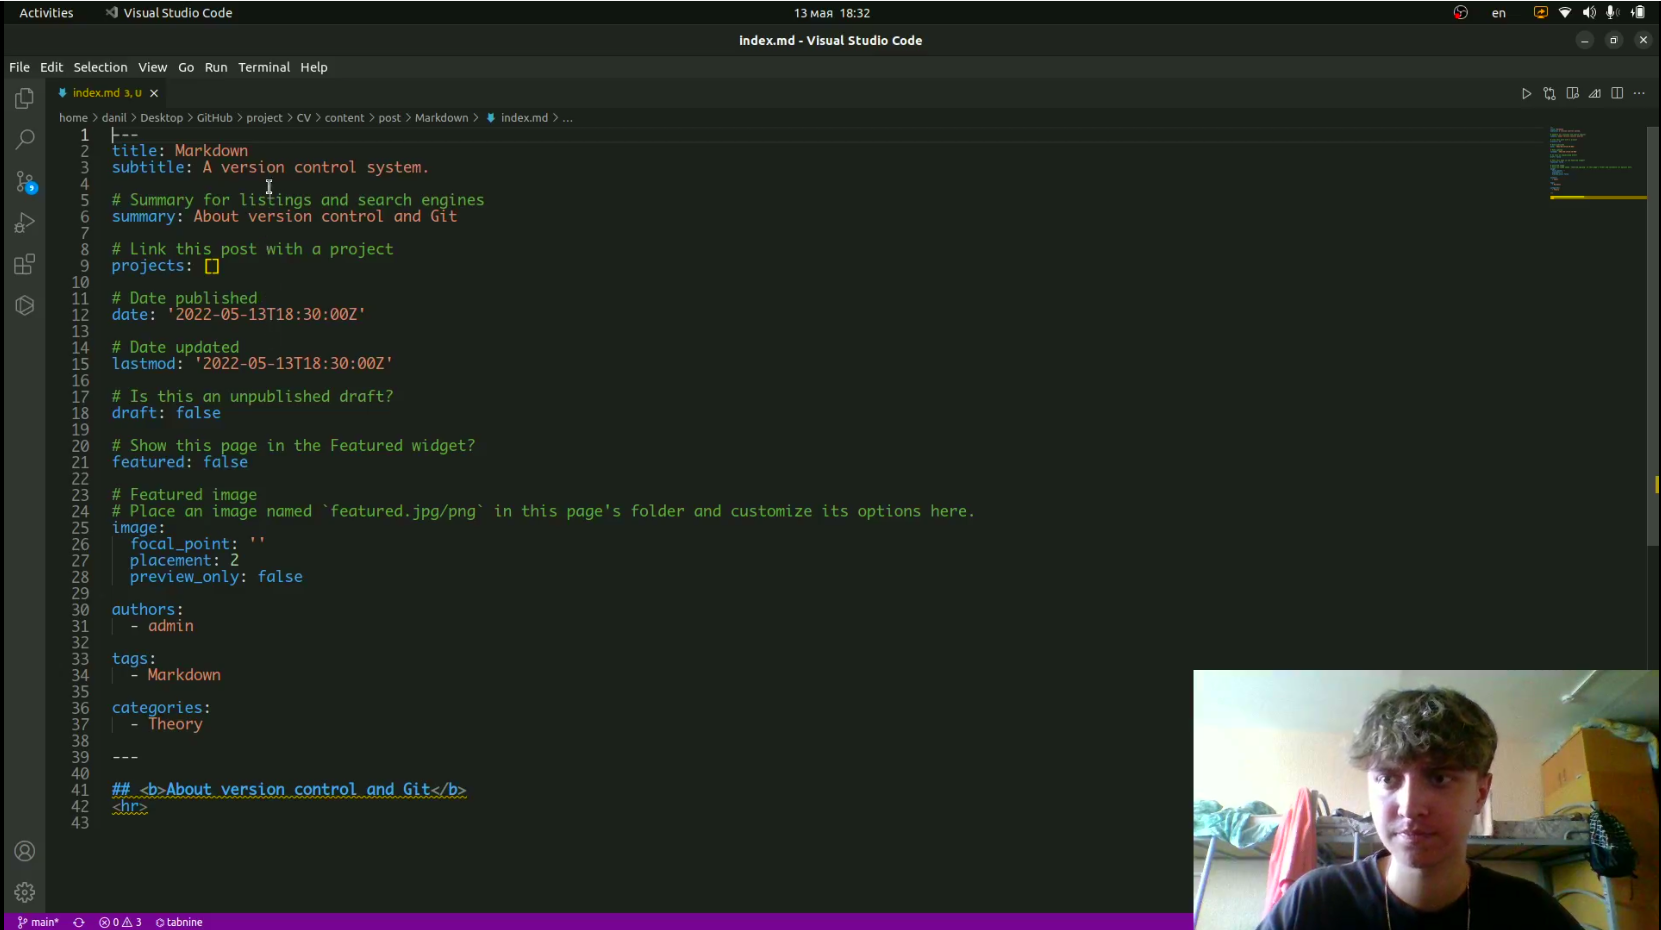 Activities Visual Studio Code 13 мая 18:32 en
index.md - Visual Studio Code
File Edit Selection View Go Run Terminal Help
index.md 3, U
home > danil > Desktop > GitHub > project > CV > content > post > Markdown > index.md > ...
1 ---
2 title: Markdown
3 subtitle: A version control system.
4
5 # Summary for listings and search engines
6 summary: About version control and Git
7
8 # Link this post with a project
9 projects: []
10
11 # Date published
12 date: '2022-05-13T18:30:00Z'
13
14 # Date updated
15 lastmod: '2022-05-13T18:30:00Z'
16
17 # Is this an unpublished draft?
18 draft: false
19
20 # Show this page in the Featured widget?
21 featured: false
22
23 # Featured image
24 # Place an image named `featured.jpg/png` in this page's folder and customize its options here.
25 image:
26 focal_point: ''
27 placement: 2
28 preview_only: false
29
30 authors:
31 - admin
32
33 tags:
34 - Markdown
35
36 categories:
37 - Theory
38
39 ---
40
41 ## <b>About version control and Git</b>
42 <hr>
43
main* 0 3 tabnine